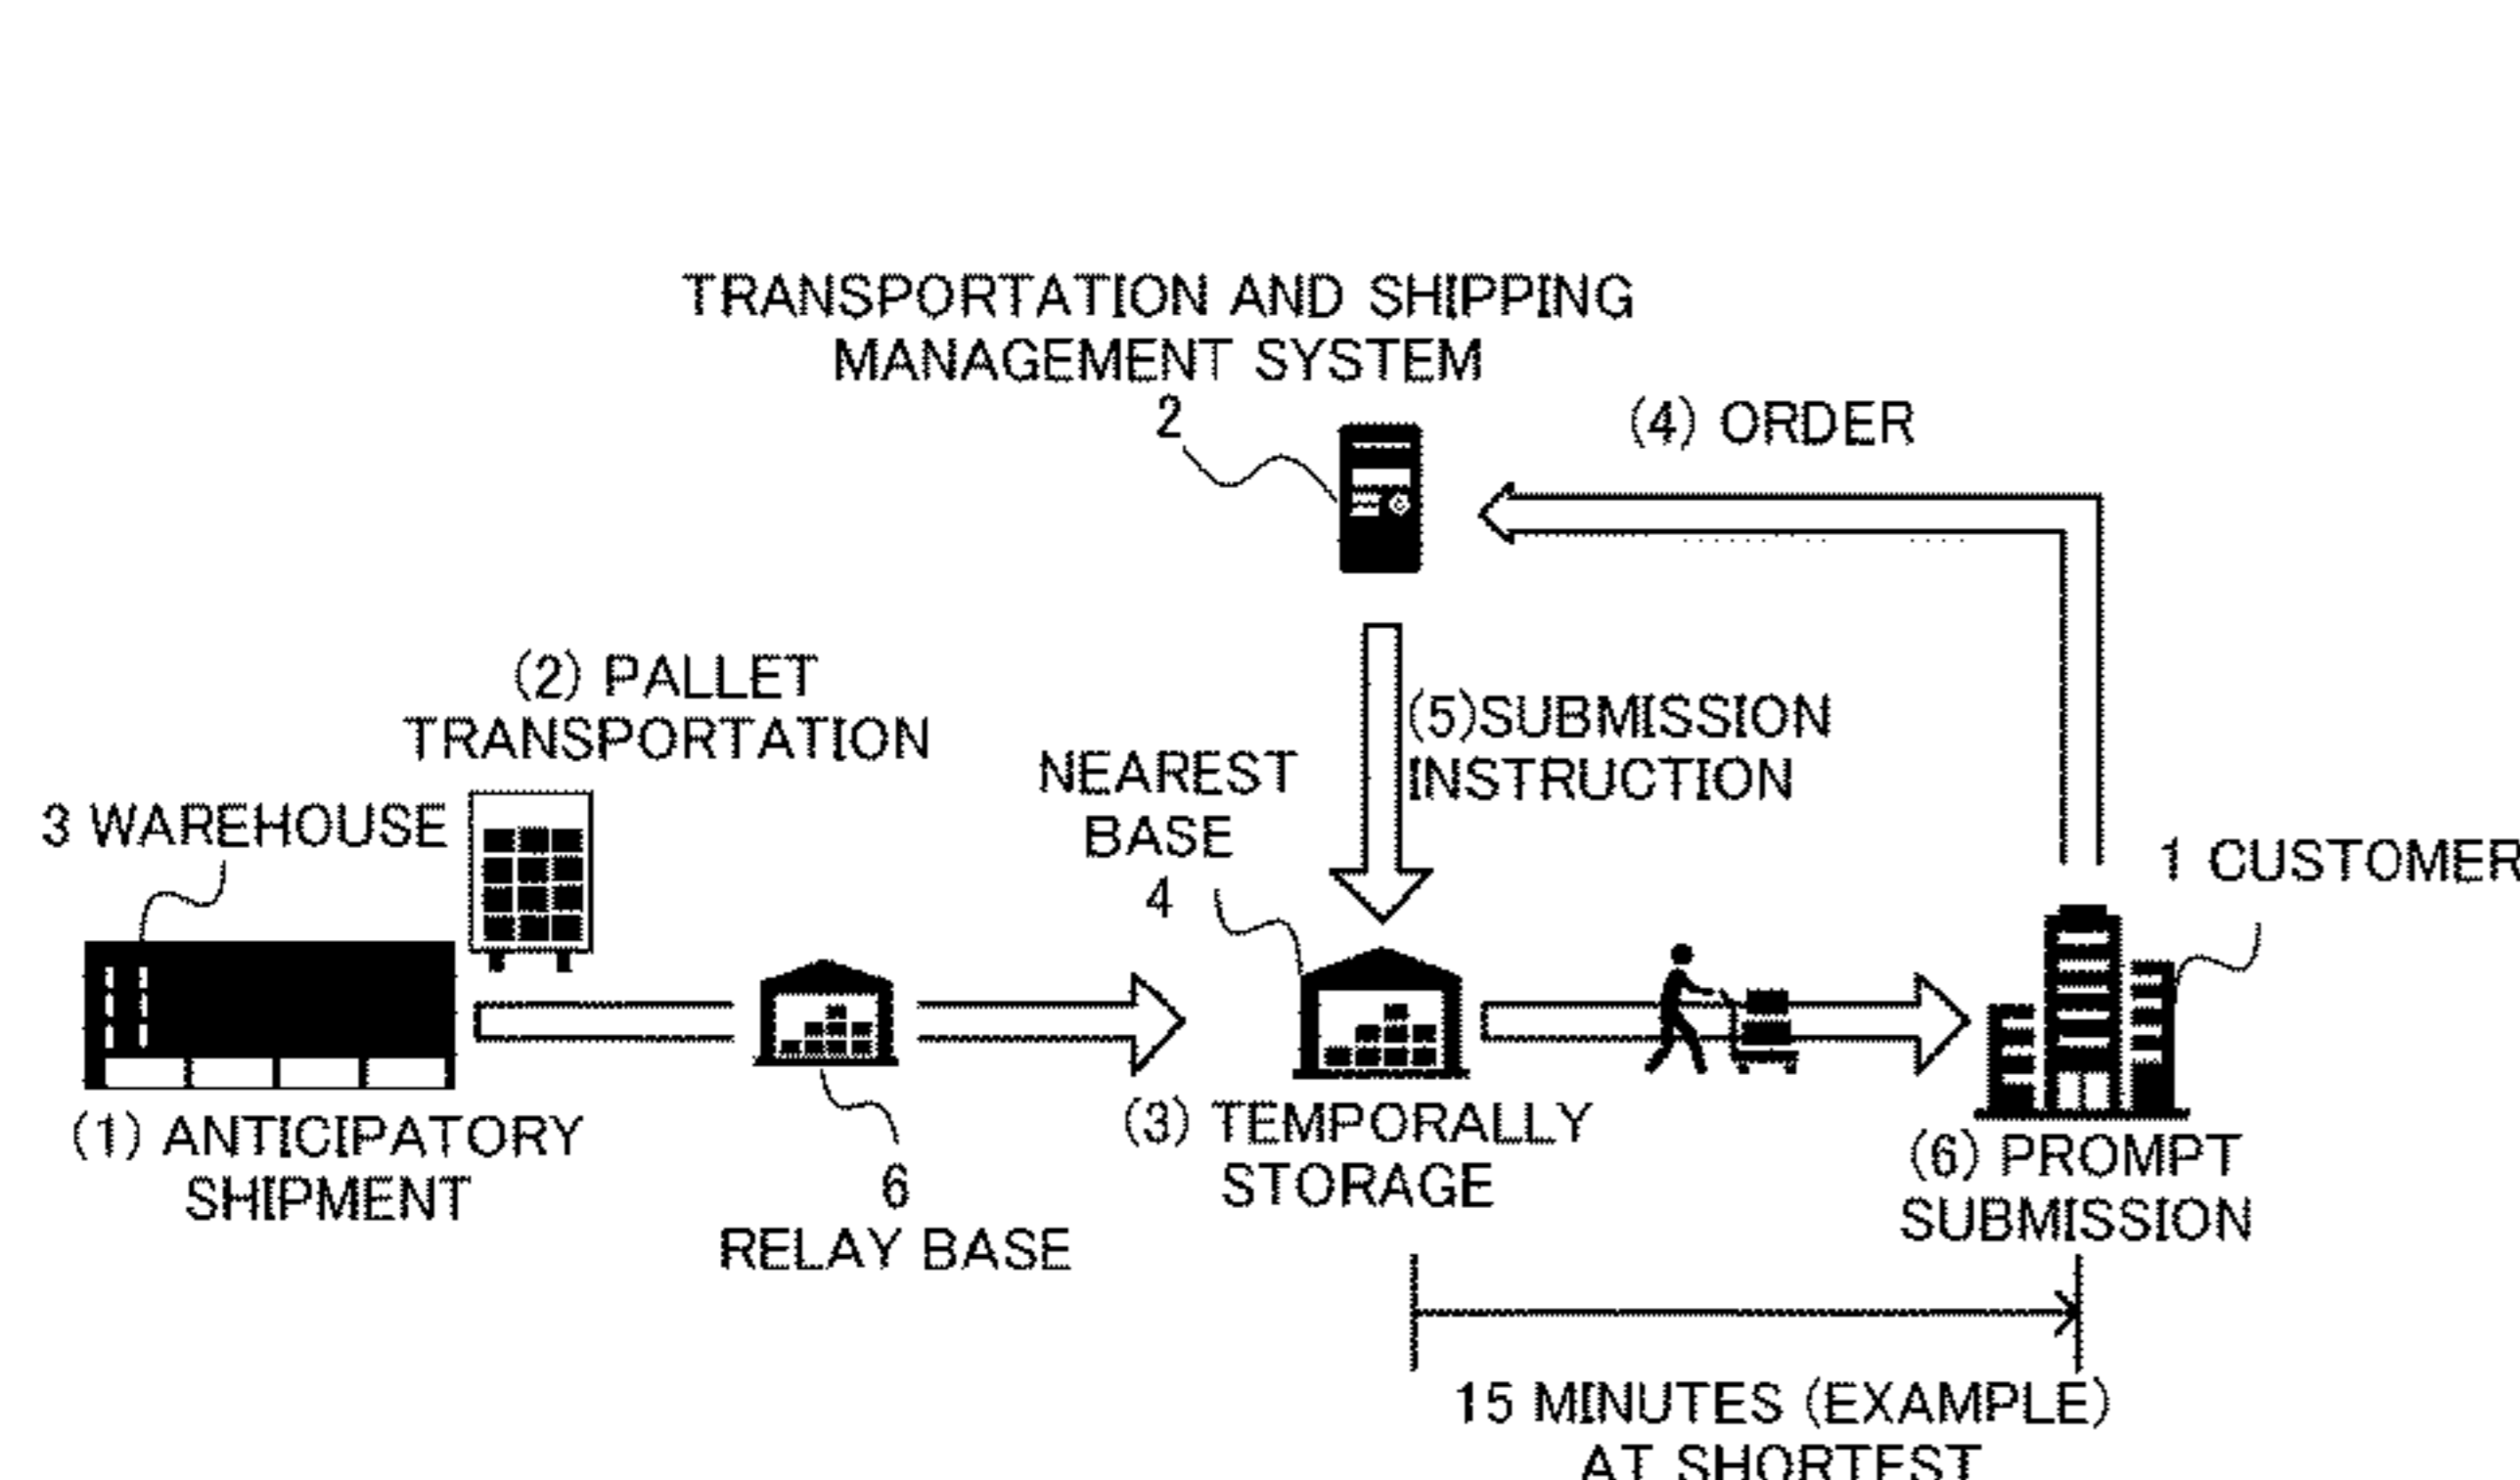 TRANSPORTATION AND SHIPPING
MANAGEMENT SYSTEM
2
(4) ORDER
(2) PALLET
TRANSPORTATION
(5)SUBMISSION
INSTRUCTION
NEAREST
BASE
4
3 WAREHOUSE
1 CUSTOMER
(1) ANTICIPATORY
SHIPMENT
6
RELAY BASE
(3) TEMPORALLY
STORAGE
(6) PROMPT
SUBMISSION
15 MINUTES (EXAMPLE)
AT SHORTEST